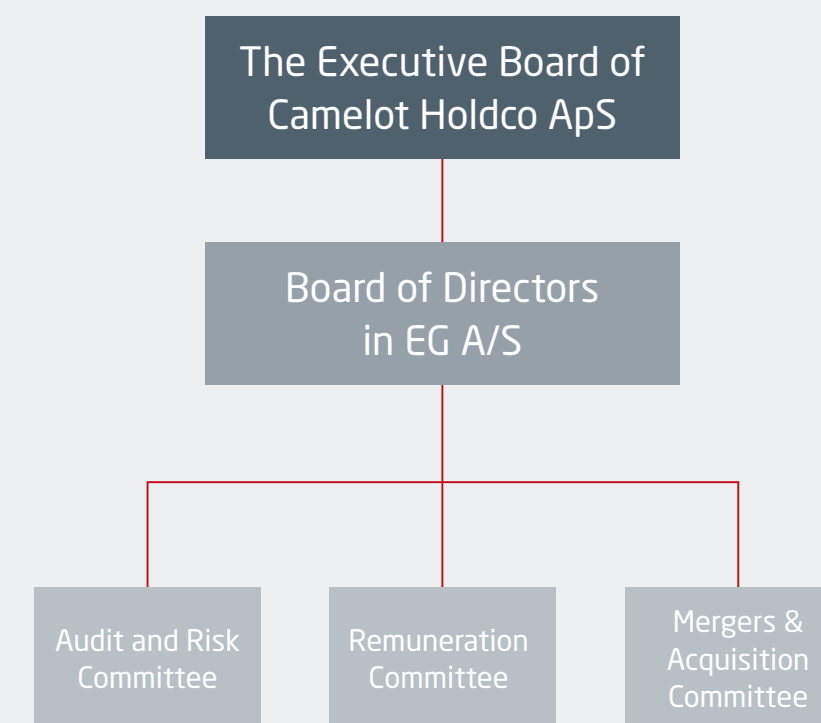 The Executive Board of
Camelot Holdco ApS
Board of Directors
in EG A/S
Audit and Risk
Committee
Remuneration
Committee
Mergers &
Acquisition
Committee